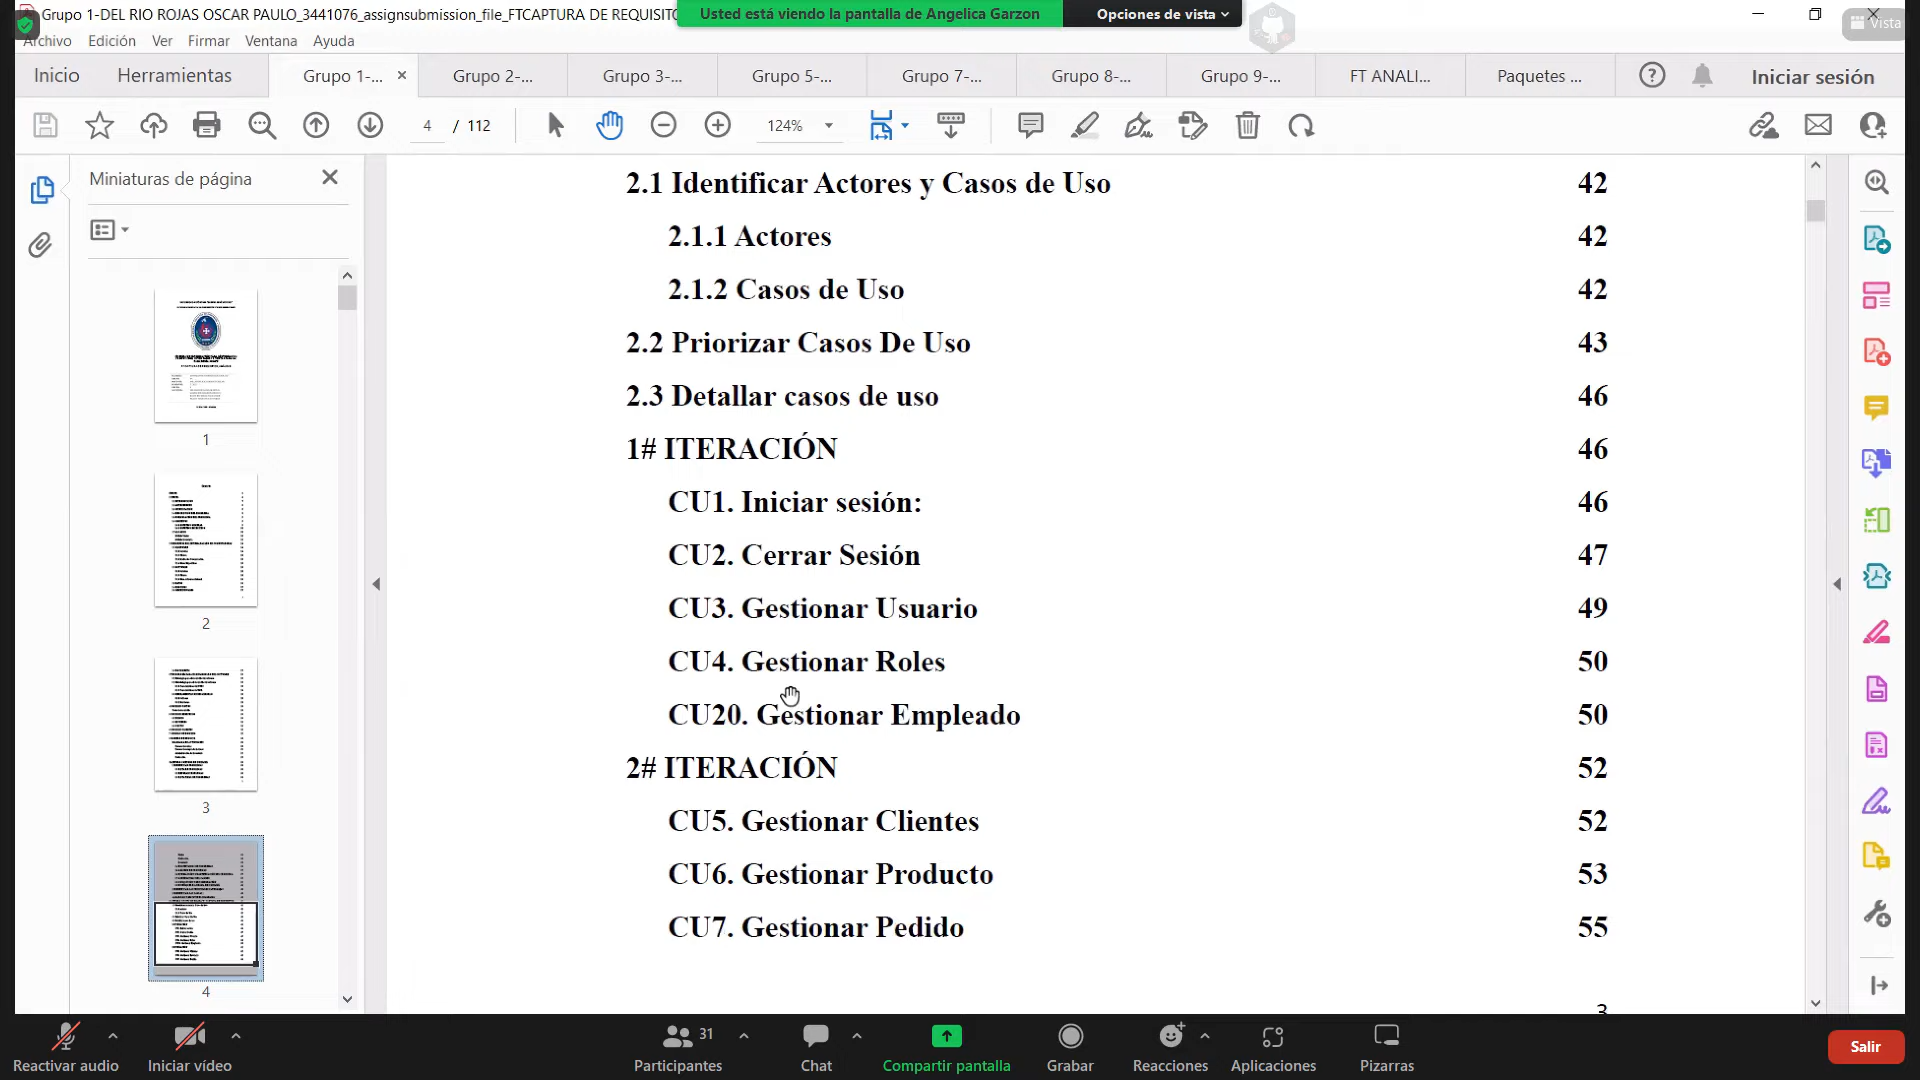 Grupo 1-DEL RIO ROJAS OSCAR PAULO_3441076_assignsubmission_file_FTCAPTURA DE REQUISITO
Usted está viendo la pantalla de Angelica Garzon
Opciones de vista
Vista
Archivo Edición Ver Firmar Ventana Ayuda
Inicio Herramientas Grupo 1-... Grupo 2-... Grupo 3-... Grupo 5-... Grupo 7-... Grupo 8-... Grupo 9-... FT ANALI... Paquetes ... Iniciar sesión
4 / 112 124%
Miniaturas de página
1
2
3
4
2.1 Identificar Actores y Casos de Uso 42
2.1.1 Actores 42
2.1.2 Casos de Uso 42
2.2 Priorizar Casos De Uso 43
2.3 Detallar casos de uso 46
1# ITERACIÓN 46
CU1. Iniciar sesión: 46
CU2. Cerrar Sesión 47
CU3. Gestionar Usuario 49
CU4. Gestionar Roles 50
CU20. Gestionar Empleado 50
2# ITERACIÓN 52
CU5. Gestionar Clientes 52
CU6. Gestionar Producto 53
CU7. Gestionar Pedido 55
3
31
Reactivar audio Iniciar vídeo Participantes Chat Compartir pantalla Grabar Reacciones Aplicaciones Pizarras Salir